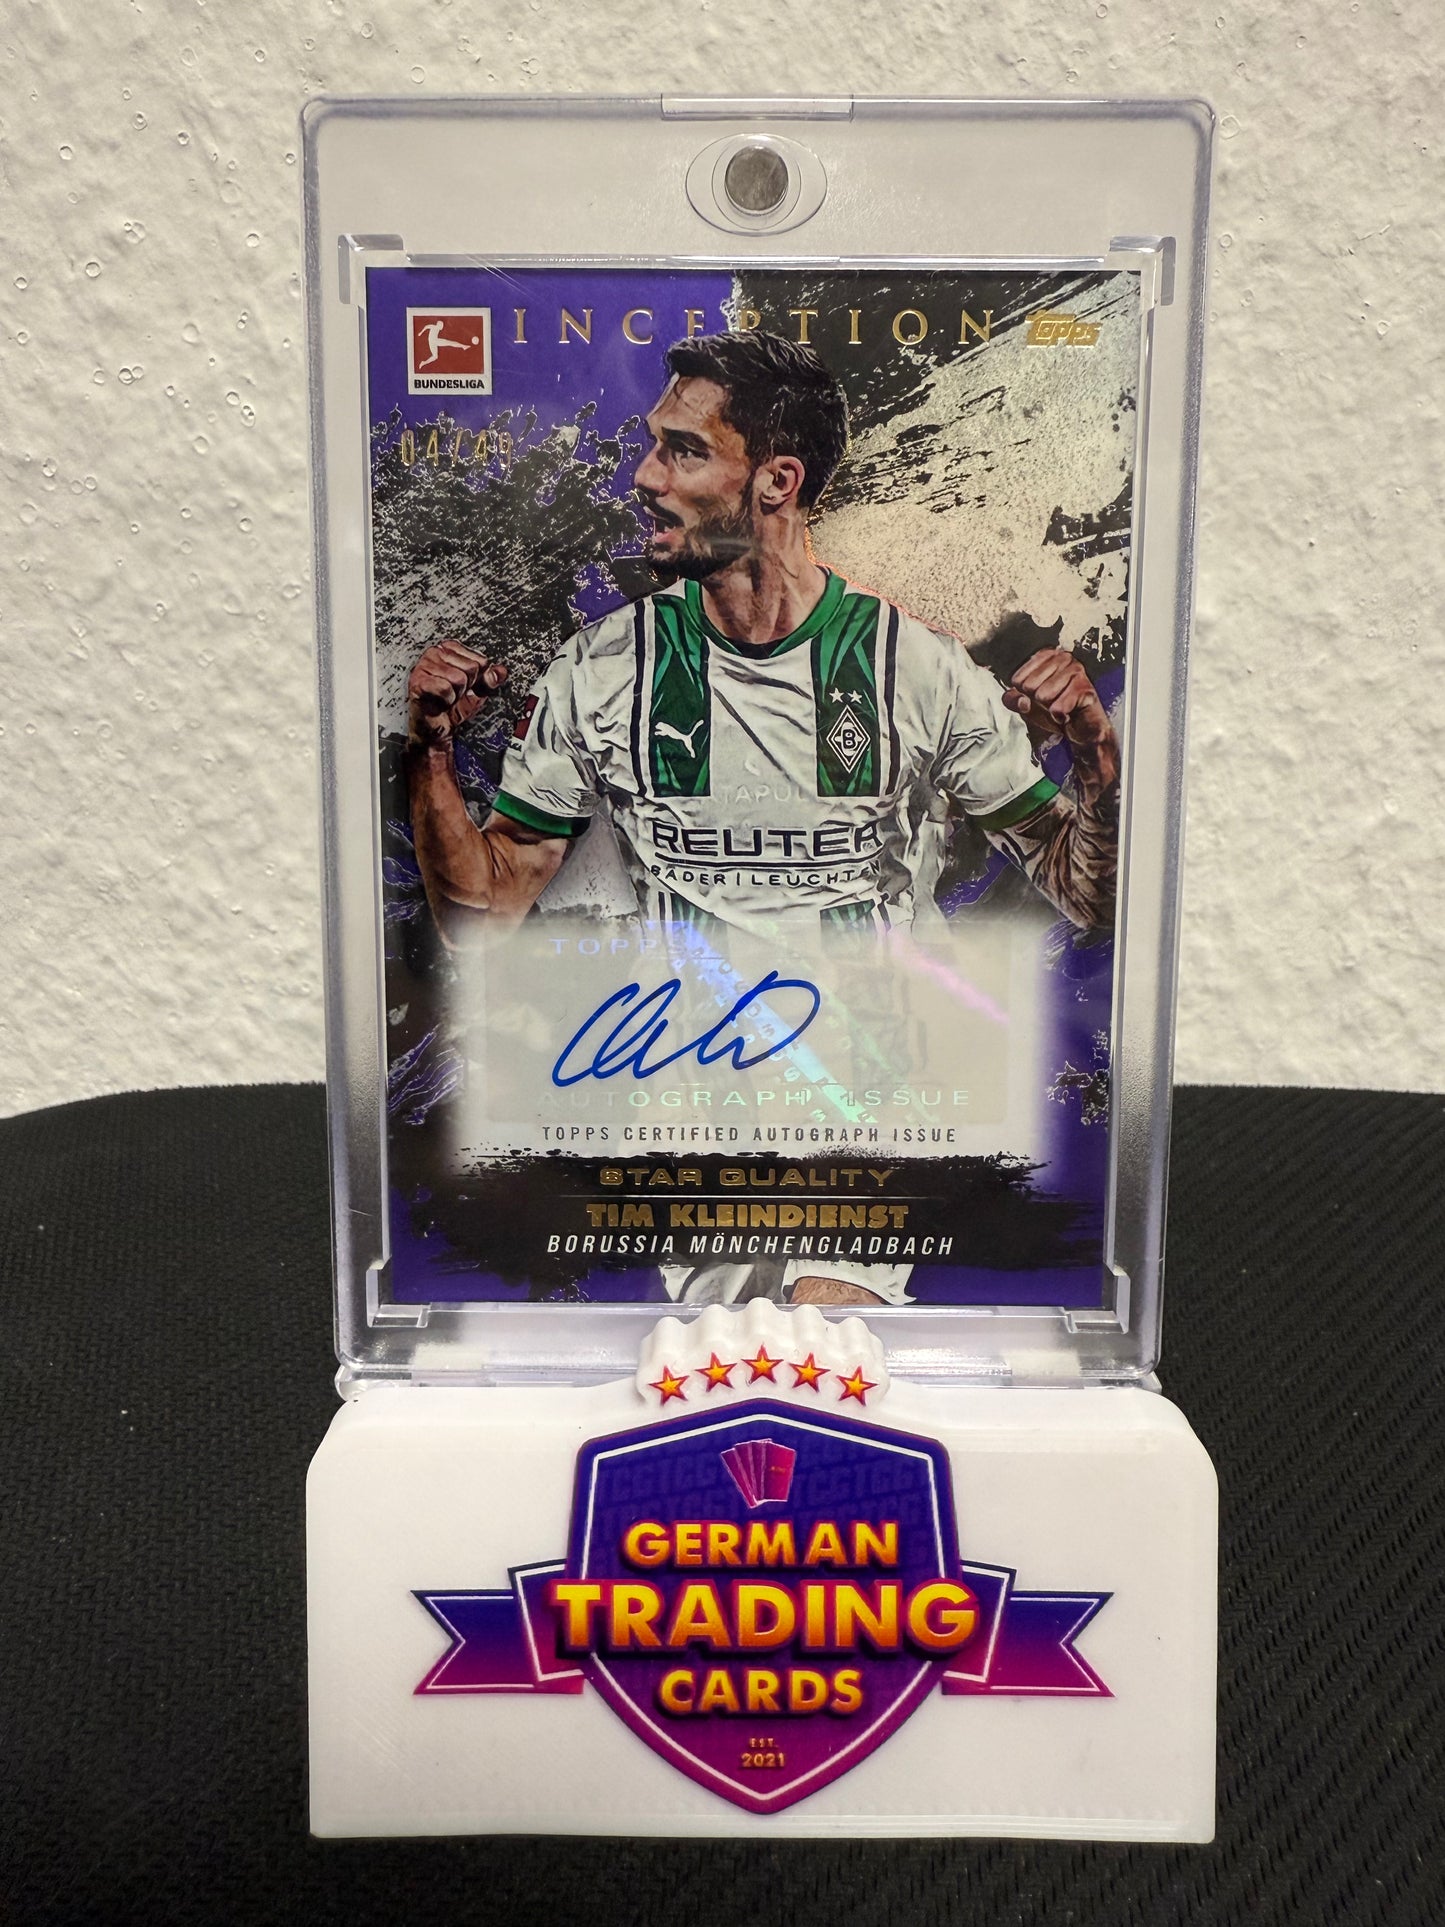 INCEPTION topps
BUNDESLIGA
04/49
B
REUTER
BÄDER | LEUCHTEN
TOPPS
AUTOGRAPH ISSUE
TOPPS CERTIFIED AUTOGRAPH ISSUE
STAR QUALITY
TIM KLEINDIENST
BORUSSIA MÖNCHENGLADBACH
GERMAN
TRADING
CARDS
EST.
2021